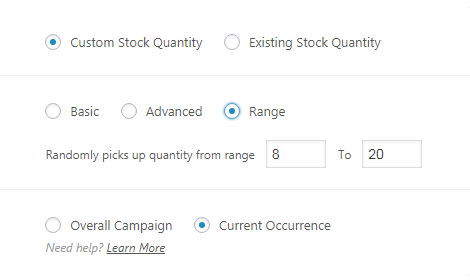 Custom Stock Quantity Existing Stock Quantity
Basic Advanced Range
Randomly picks up quantity from range 8 To 20
Overall Campaign Current Occurrence
Need help? Learn More